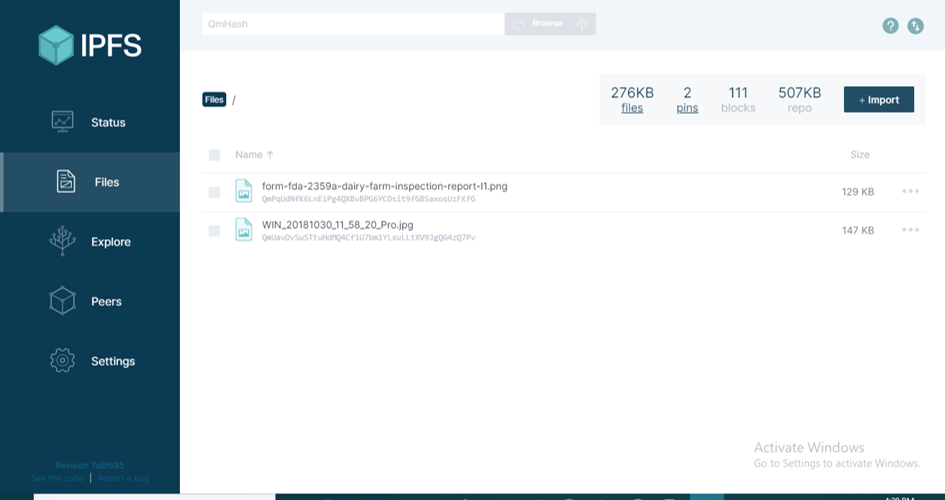 IPFS
Status
Files
Explore
Peers
Settings
Revision 7a8f695
See the code | Report a bug
QmHash
Browse
Files /
276KB
files
2
pins
111
blocks
507KB
repo
+ Import
Name ↑ Size
form-fda-2359a-dairy-farm-inspection-report-l1.png
129 KB
WIN_20181030_11_58_20_Pro.jpg
147 KB
Activate Windows
Go to Settings to activate Windows.